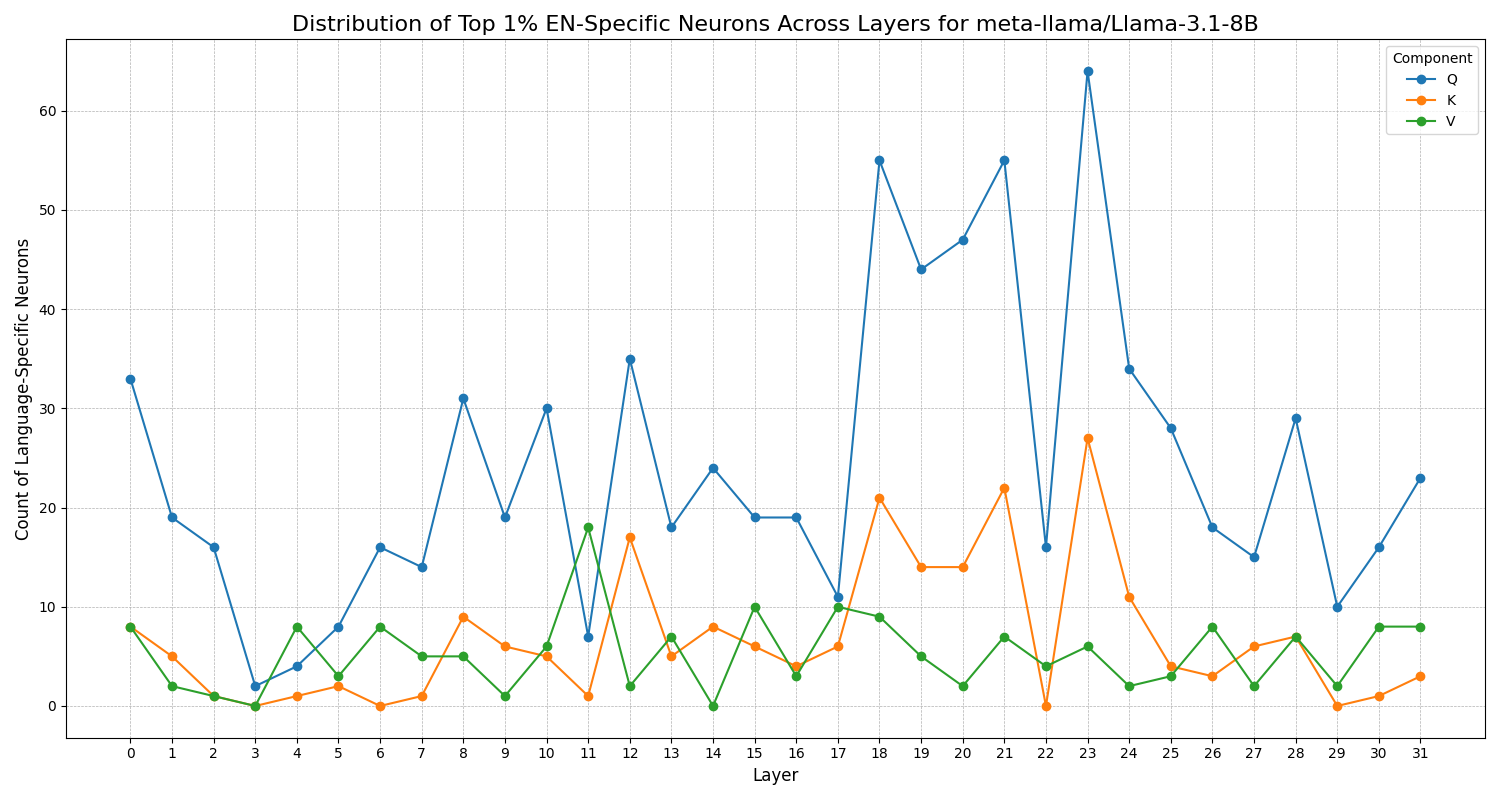 Distribution of Top 1% EN-Specific Neurons Across Layers for meta-llama/Llama-3.1-8B
Component
Q
K
V
Count of Language-Specific Neurons
60
50
40
30
20
10
0
0 1 2 3 4 5 6 7 8 9 10 11 12 13 14 15 16 17 18 19 20 21 22 23 24 25 26 27 28 29 30 31
Layer